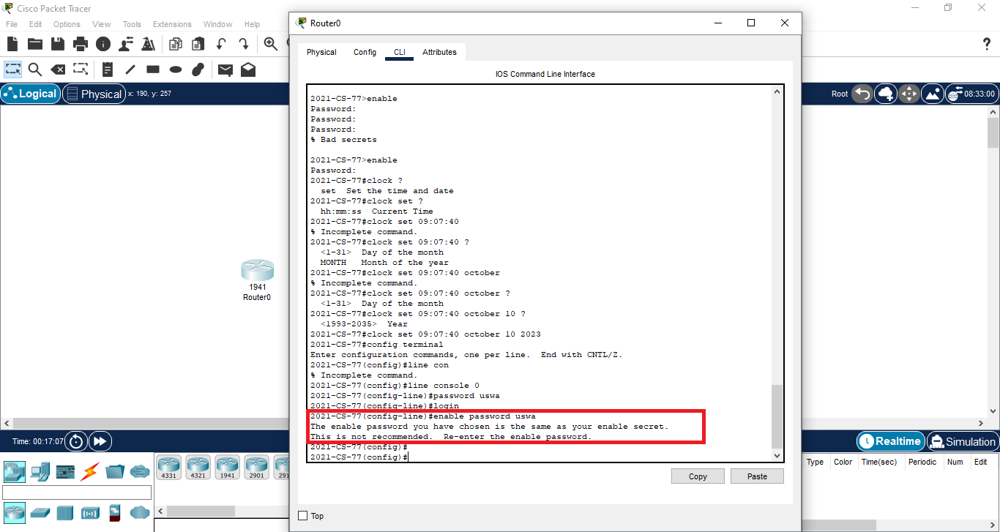 Cisco Packet Tracer
File Edit Options View Tools Extensions Window Help
Logical Physical x: 190, y: 257
Root 08:33:00
1941
Router0
Router0
Physical Config CLI Attributes
IOS Command Line Interface
2021-CS-77>enable
Password:
Password:
Password:
% Bad secrets
2021-CS-77>enable
Password:
2021-CS-77#clock ?
set Set the time and date
2021-CS-77#clock set ?
hh:mm:ss Current Time
2021-CS-77#clock set 09:07:40
% Incomplete command.
2021-CS-77#clock set 09:07:40 ?
<1-31> Day of the month
MONTH Month of the year
2021-CS-77#clock set 09:07:40 october
% Incomplete command.
2021-CS-77#clock set 09:07:40 october ?
<1-31> Day of the month
2021-CS-77#clock set 09:07:40 october 10 ?
<1993-2035> Year
2021-CS-77#clock set 09:07:40 october 10 2023
2021-CS-77#config terminal
Enter configuration commands, one per line. End with CNTL/Z.
2021-CS-77(config)#line con
% Incomplete command.
2021-CS-77(config)#line console 0
2021-CS-77(config-line)#password uswa
2021-CS-77(config-line)#login
2021-CS-77(config-line)#enable password uswa
The enable password you have chosen is the same as your enable secret.
This is not recommended. Re-enter the enable password.
2021-CS-77(config)#
2021-CS-77(config)#
Copy Paste
Top
Time: 00:17:07
Realtime Simulation
4331 4321 1941 2901 291
Type Color Time(sec) Periodic Num Edit